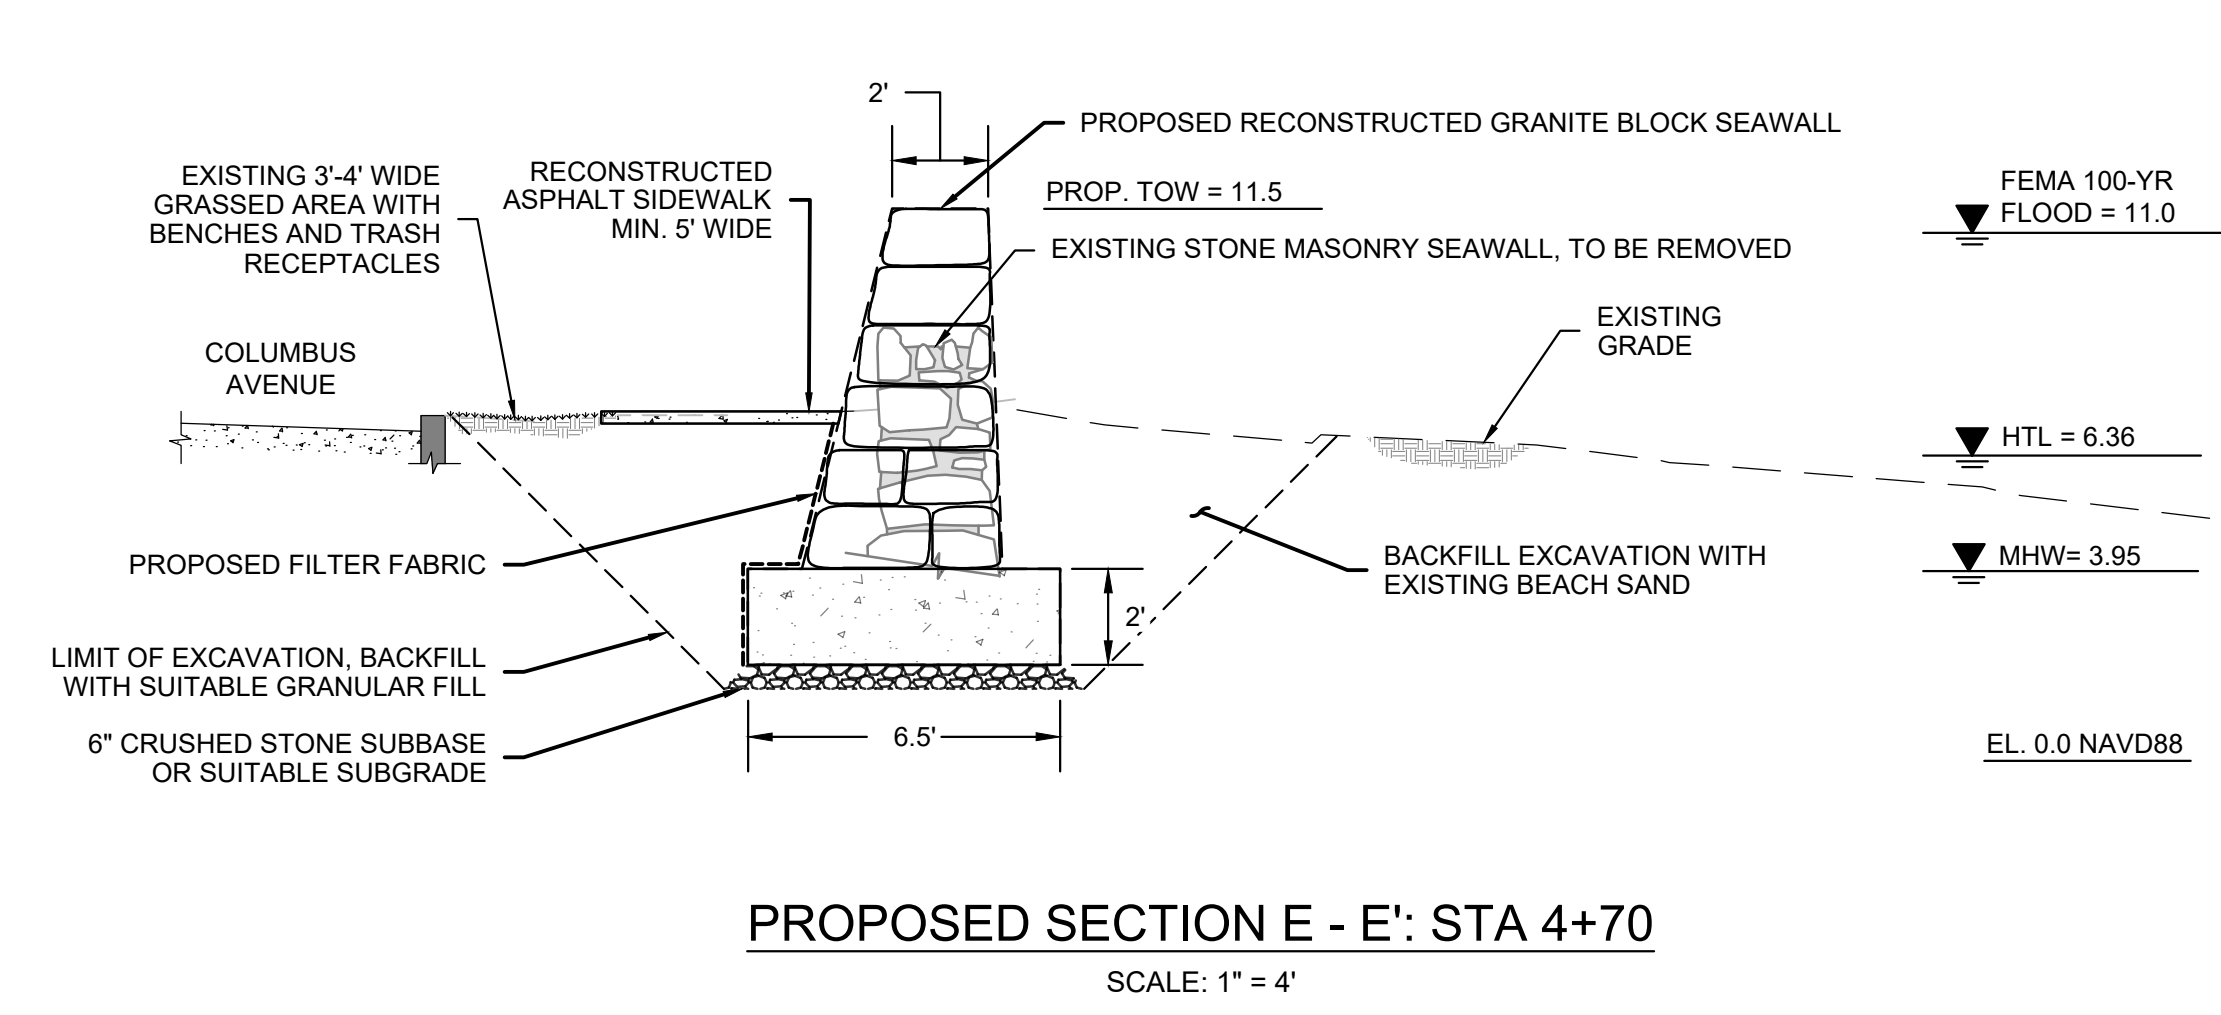 2'
PROPOSED RECONSTRUCTED GRANITE BLOCK SEAWALL
EXISTING 3'-4' WIDE
GRASSED AREA WITH
BENCHES AND TRASH
RECEPTACLES
RECONSTRUCTED
ASPHALT SIDEWALK
MIN. 5' WIDE
PROP. TOW = 11.5
FEMA 100-YR
FLOOD = 11.0
EXISTING STONE MASONRY SEAWALL, TO BE REMOVED
EXISTING
GRADE
COLUMBUS
AVENUE
HTL = 6.36
PROPOSED FILTER FABRIC
BACKFILL EXCAVATION WITH
EXISTING BEACH SAND
MHW= 3.95
2'
LIMIT OF EXCAVATION, BACKFILL
WITH SUITABLE GRANULAR FILL
6" CRUSHED STONE SUBBASE
OR SUITABLE SUBGRADE
6.5'
EL. 0.0 NAVD88
PROPOSED SECTION E - E': STA 4+70
SCALE: 1" = 4'